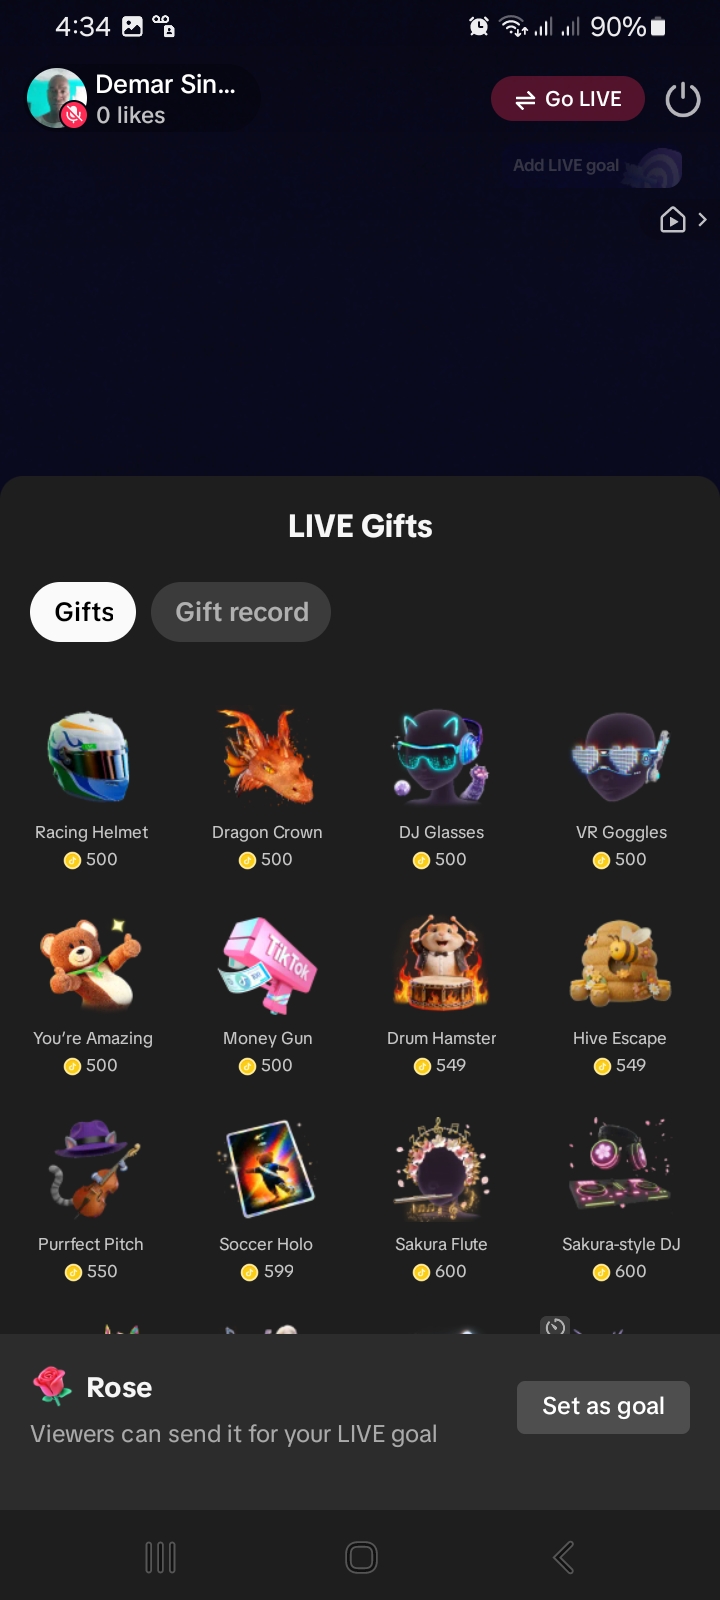 4:34
90%
Demar Sin...
0 likes
Go LIVE
Add LIVE goal
LIVE Gifts
Gifts
Gift record
Racing Helmet
500
Dragon Crown
500
DJ Glasses
500
VR Goggles
500
You’re Amazing
500
TikTok
Money Gun
500
Drum Hamster
549
Hive Escape
549
Purrfect Pitch
550
Soccer Holo
599
Sakura Flute
600
Sakura-style DJ
600
Rose
Viewers can send it for your LIVE goal
Set as goal